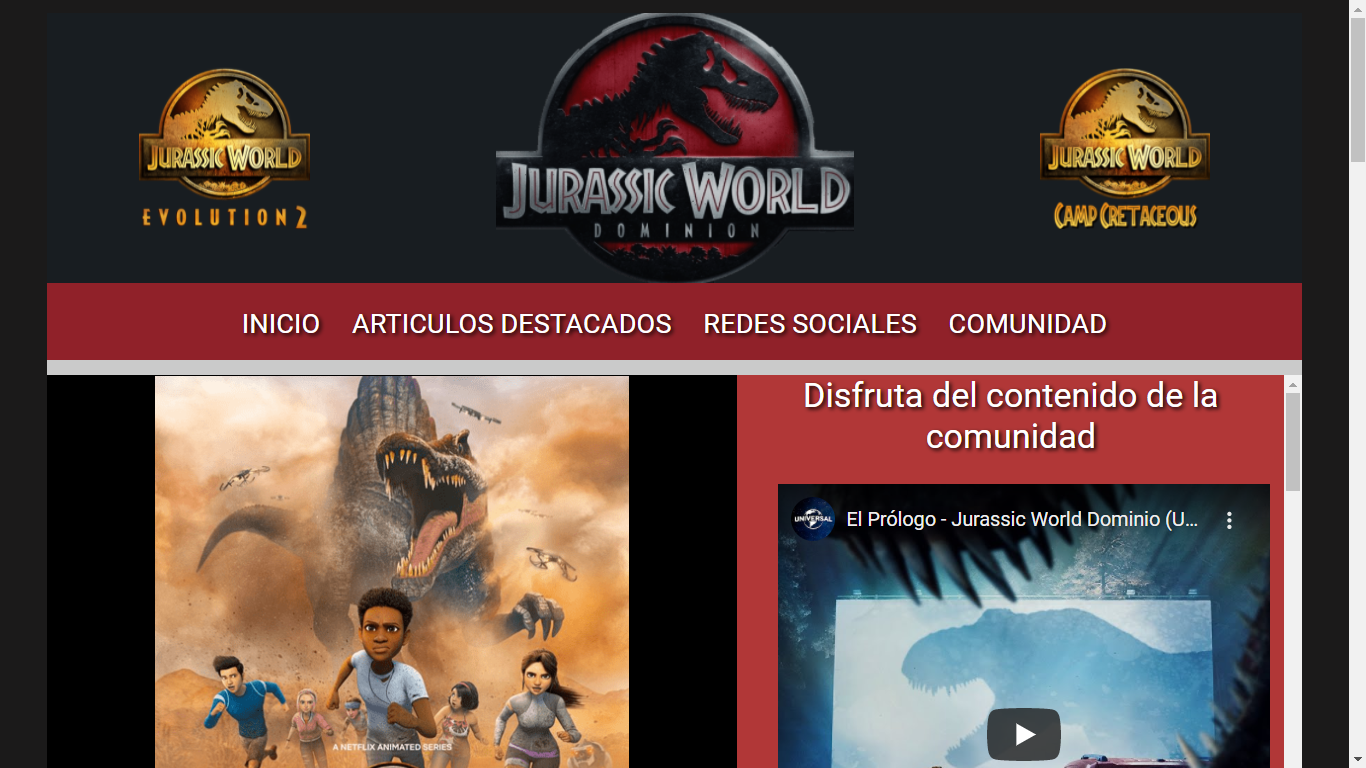 JURASSIC WORLD
EVOLUTION 2
JURASSIC WORLD
DOMINION
JURASSIC WORLD
CAMP CRETACEOUS
INICIO ARTICULOS DESTACADOS REDES SOCIALES COMUNIDAD
Disfruta del contenido de la
comunidad
UNIVERSAL
El Prólogo - Jurassic World Dominio (U...
A NETFLIX ANIMATED SERIES